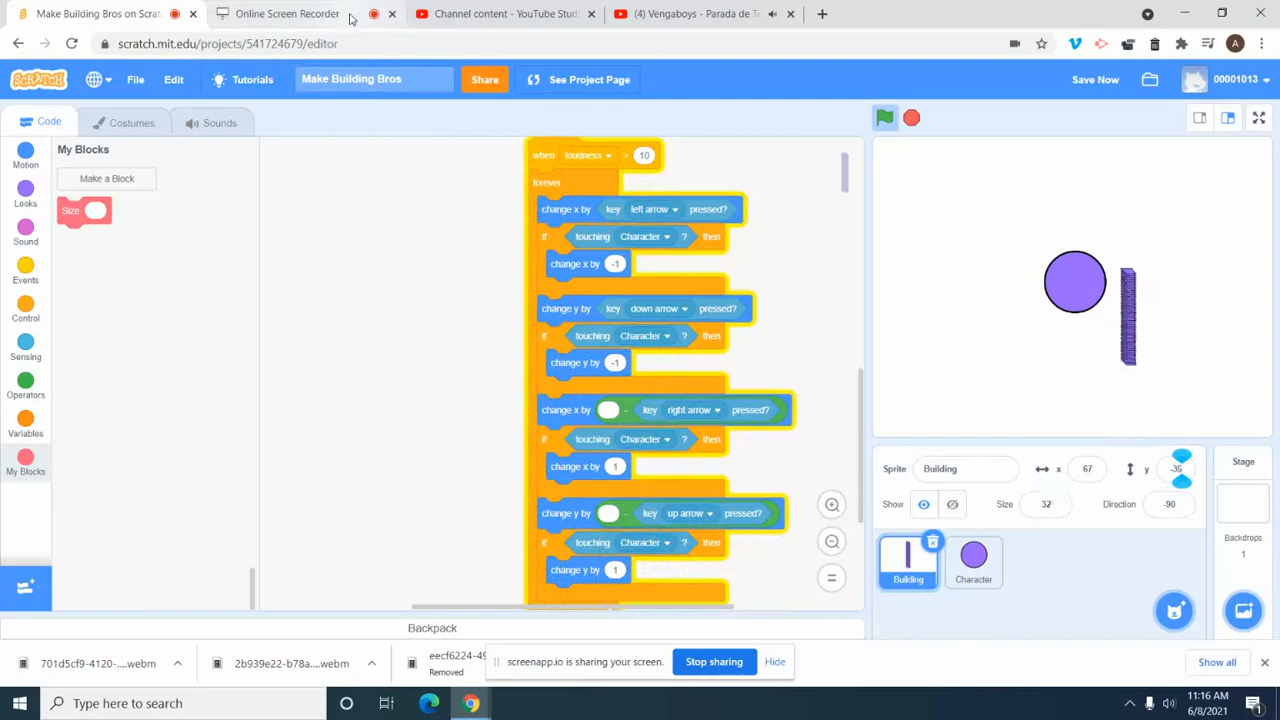 Make Building Bros on Scrat
Online Screen Recorder
Channel content - YouTube Studi
(4) Vengaboys - Parada de Te
scratch.mit.edu/projects/541724679/editor
A
SCRATCH
File
Edit
Tutorials
Make Building Bros
Share
See Project Page
Save Now
00001013
Code
Costumes
Sounds
Motion
Looks
Sound
Events
Control
Sensing
Operators
Variables
My Blocks
My Blocks
Make a Block
Size
when loudness > 10
forever
change x by key left arrow pressed?
if touching Character ? then
change x by -1
change y by key down arrow pressed?
if touching Character ? then
change y by -1
change x by - key right arrow pressed?
if touching Character ? then
change x by 1
change y by - key up arrow pressed?
if touching Character ? then
change y by 1
Sprite Building x 67 y -36
Show Size 32 Direction -90
Building
Character
Stage
Backdrops
1
Backpack
701d5cf9-4120-....webm
2b939e22-b78a....webm
eecf6224-49
Removed
screenapp.io is sharing your screen.
Stop sharing
Hide
Show all
Type here to search
11:16 AM
6/8/2021
1